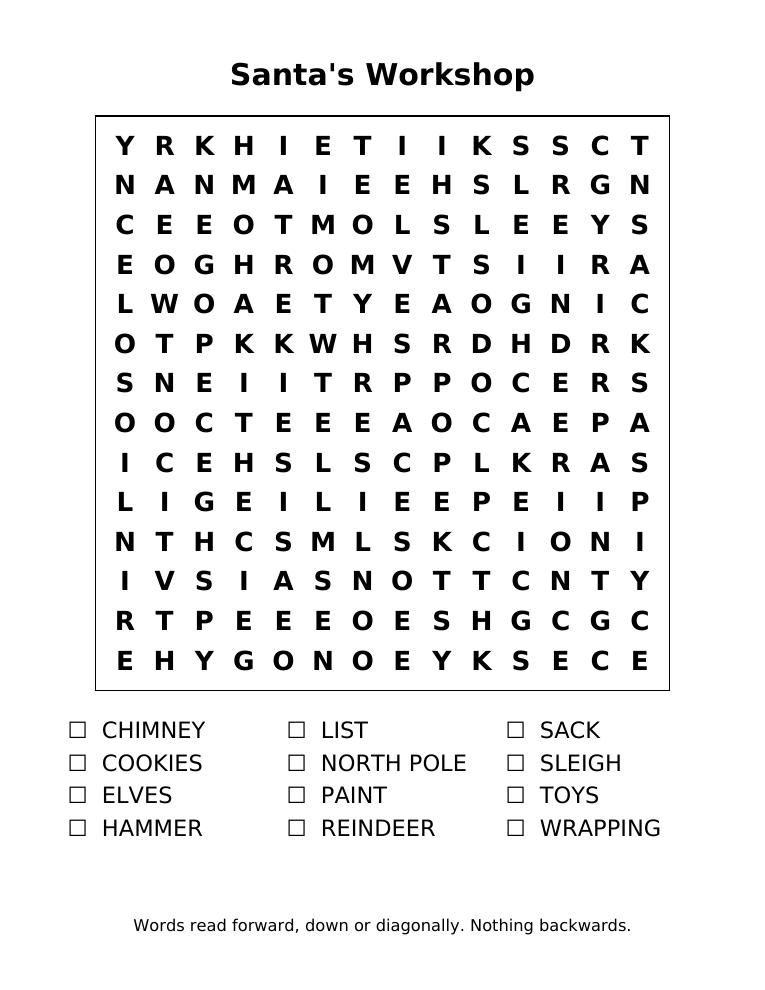 Santa's Workshop
Y R K H I E T I I K S S C T
N A N M A I E E H S L R G N
C E E O T M O L S L E E Y S
E O G H R O M V T S I I R A
L W O A E T Y E A O G N I C
O T P K K W H S R D H D R K
S N E I I T R P P O C E R S
O O C T E E E A O C A E P A
I C E H S L S C P L K R A S
L I G E I L I E E P E I I P
N T H C S M L S K C I O N I
I V S I A S N O T T C N T Y
R T P E E E O E S H G C G C
E H Y G O N O E Y K S E C E
☐ CHIMNEY ☐ LIST ☐ SACK
☐ COOKIES ☐ NORTH POLE ☐ SLEIGH
☐ ELVES ☐ PAINT ☐ TOYS
☐ HAMMER ☐ REINDEER ☐ WRAPPING
Words read forward, down or diagonally. Nothing backwards.